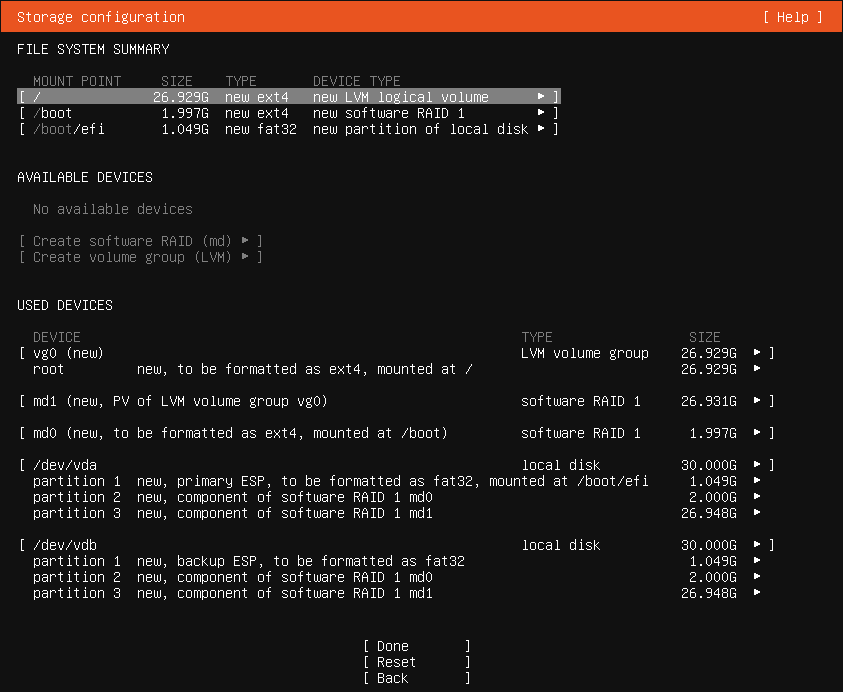 Storage configuration [ Help ]
FILE SYSTEM SUMMARY
MOUNT POINT SIZE TYPE DEVICE TYPE
[ / 26.929G new ext4 new LVM logical volume ▸ ]
[ /boot 1.997G new ext4 new software RAID 1 ▸ ]
[ /boot/efi 1.049G new fat32 new partition of local disk ▸ ]
AVAILABLE DEVICES
No available devices
[ Create software RAID (md) ▸ ]
[ Create volume group (LVM) ▸ ]
USED DEVICES
DEVICE TYPE SIZE
[ vg0 (new) LVM volume group 26.929G ▸ ]
root new, to be formatted as ext4, mounted at / 26.929G ▸
[ md1 (new, PV of LVM volume group vg0) software RAID 1 26.931G ▸ ]
[ md0 (new, to be formatted as ext4, mounted at /boot) software RAID 1 1.997G ▸ ]
[ /dev/vda local disk 30.000G ▸ ]
partition 1 new, primary ESP, to be formatted as fat32, mounted at /boot/efi 1.049G ▸
partition 2 new, component of software RAID 1 md0 2.000G ▸
partition 3 new, component of software RAID 1 md1 26.948G ▸
[ /dev/vdb local disk 30.000G ▸ ]
partition 1 new, backup ESP, to be formatted as fat32 1.049G ▸
partition 2 new, component of software RAID 1 md0 2.000G ▸
partition 3 new, component of software RAID 1 md1 26.948G ▸
[ Done ]
[ Reset ]
[ Back ]